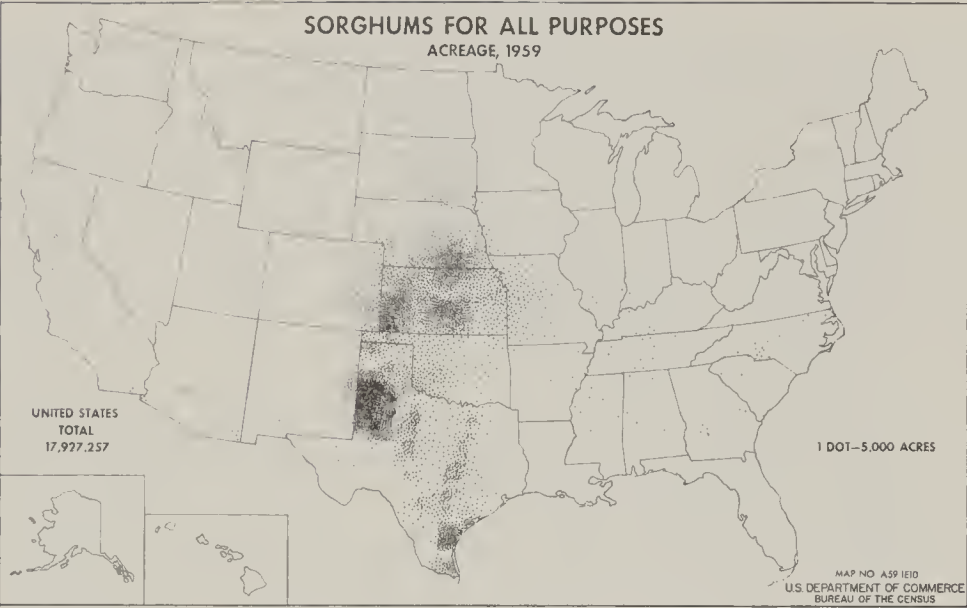 SORGHUMS FOR ALL PURPOSES
ACREAGE, 1959
UNITED STATES
TOTAL
17,927,257
1 DOT—5,000 ACRES
MAP NO A59 IE10
U.S. DEPARTMENT OF COMMERCE
BUREAU OF THE CENSUS